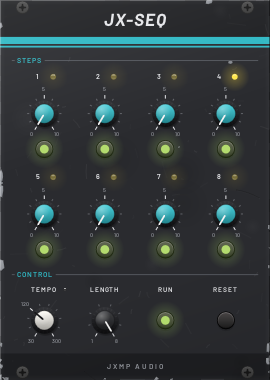 JX-SEQ
STEPS
1 2 3 4
5 5 5 5
0 10 0 10 0 10 0 10
5 6 7 8
5 5 5 5
0 10 0 10 0 10 0 10
CONTROL
TEMPO LENGTH RUN RESET
120
30 300 1 8
JXMP AUDIO